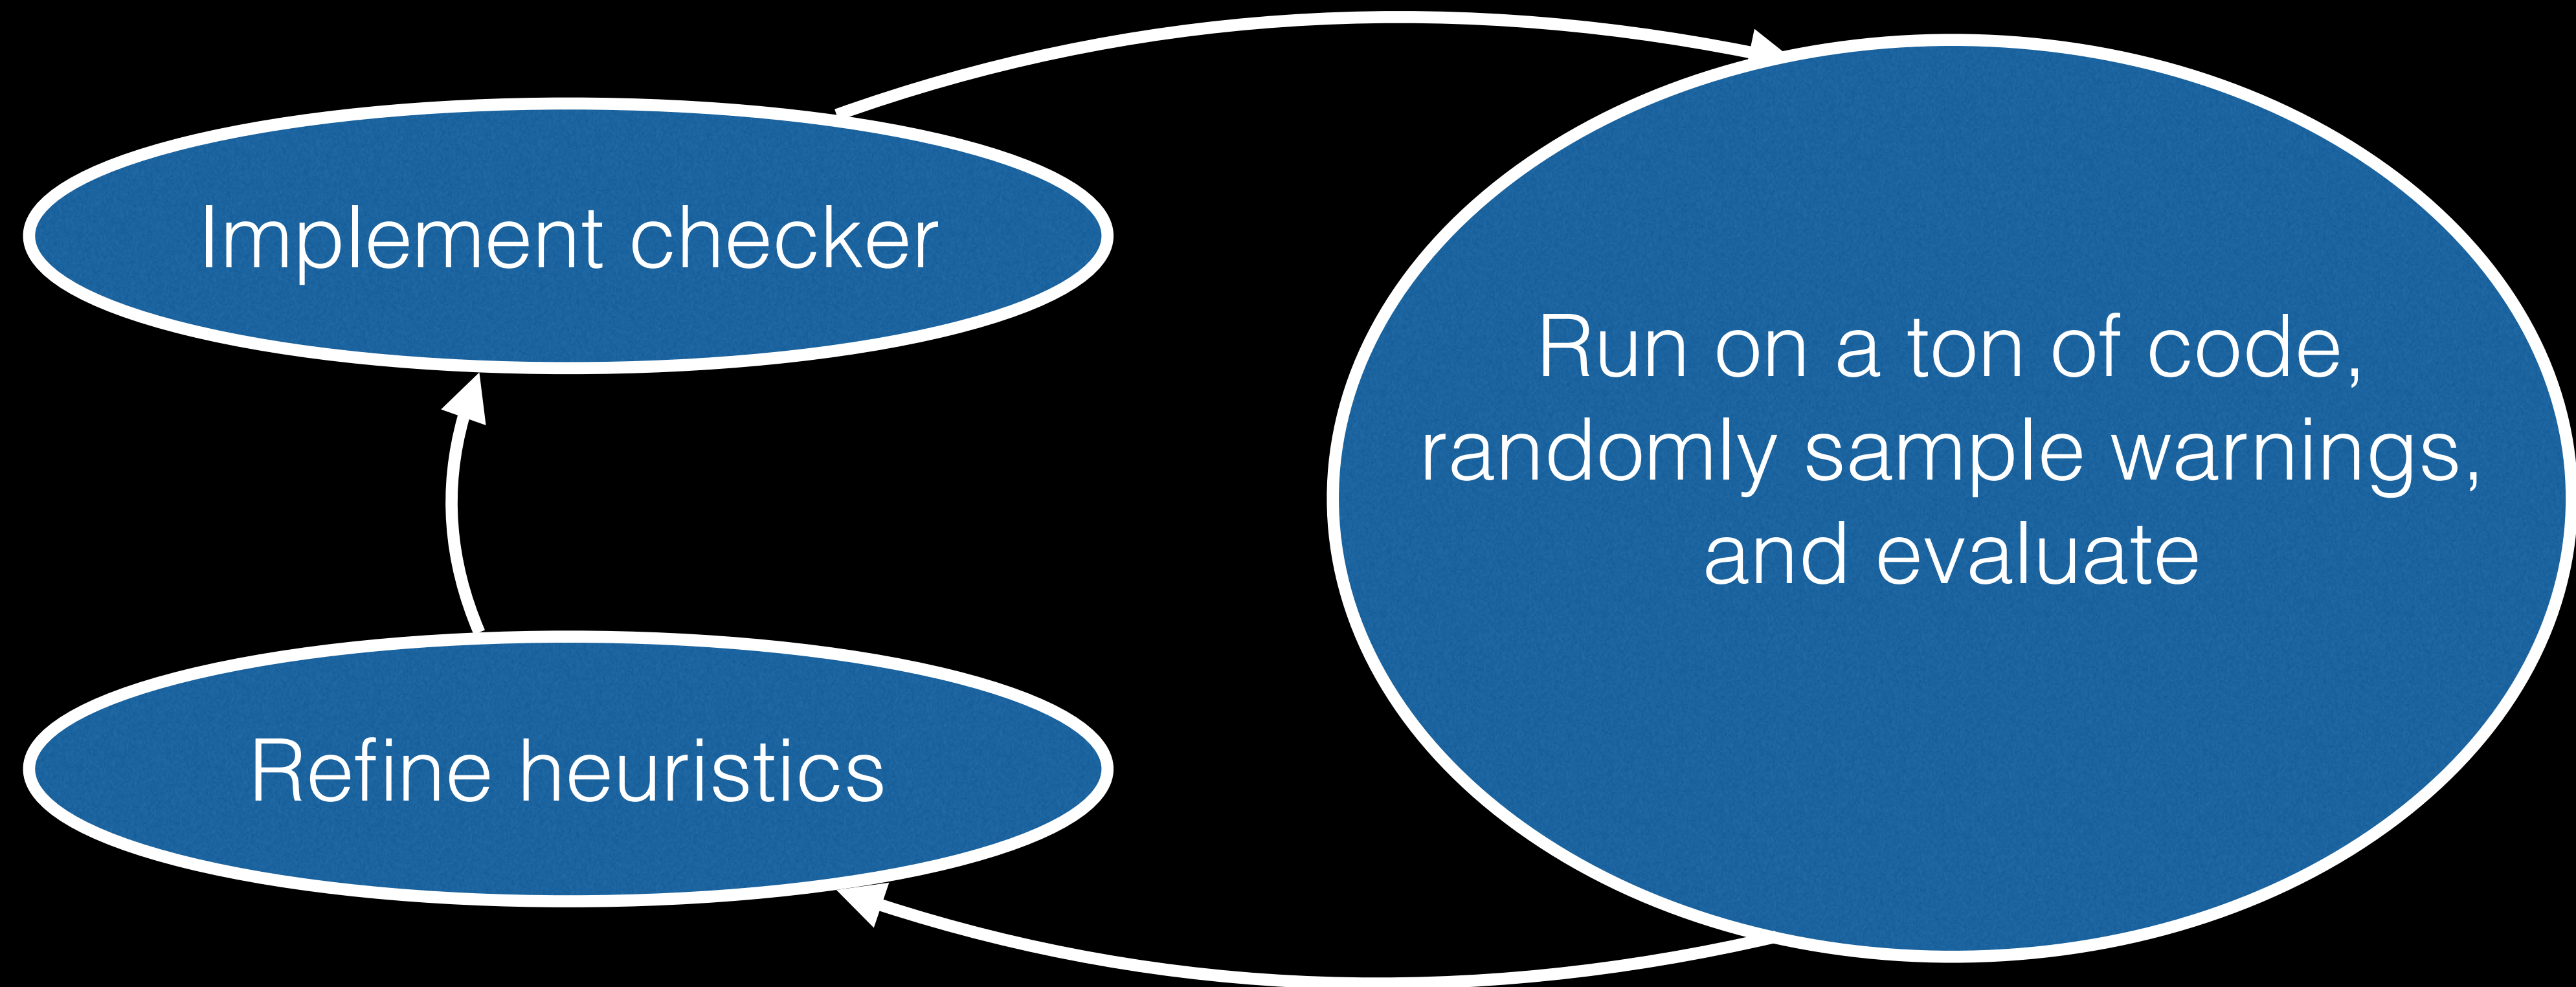 Implement checker
Run on a ton of code,
randomly sample warnings,
and evaluate
Refine heuristics